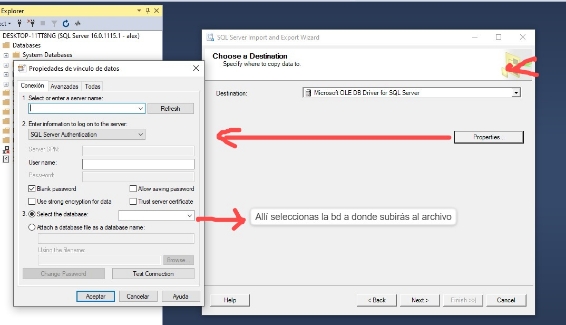 Explorer
DESKTOP-11TT8NG (SQL Server 16.0.1115.1 - alex)
Databases
System Databases
Propiedades de vínculo de datos
Conexión Avanzadas Todas
1. Select or enter a server name:
Refresh
2. Enter information to log on to the server:
SQL Server Authentication
Server SPN:
User name:
Password:
Blank password Allow saving password
Use strong encryption for data Trust server certificate
3. Select the database:
Attach a database file as a database name:
Using the filename:
Browse...
Change Password Test Connection
Aceptar Cancelar Ayuda
SQL Server Import and Export Wizard
Choose a Destination
Specify where to copy data to.
Destination: Microsoft OLE DB Driver for SQL Server
Properties
Allí seleccionas la bd a donde subirás al archivo
Help < Back Next > Finish >>| Cancel